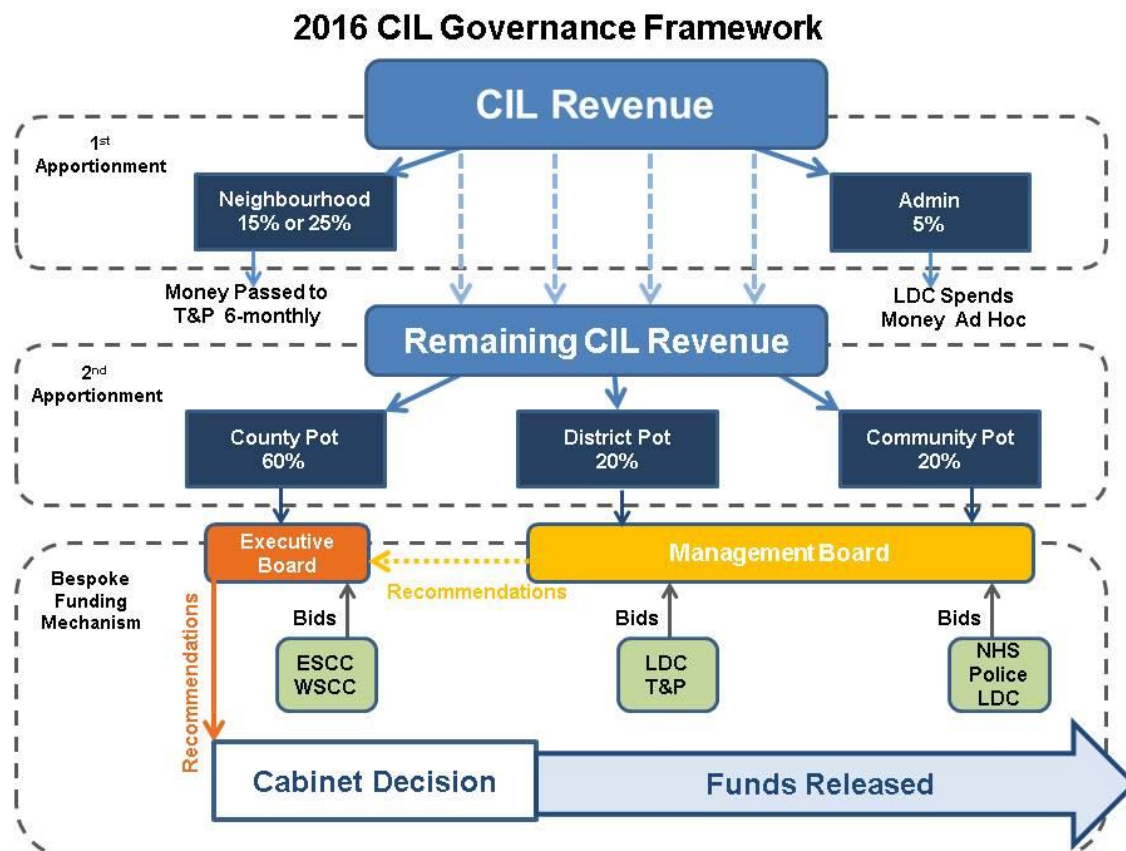 2016 CIL Governance Framework
CIL Revenue
1st
Apportionment
Neighbourhood
15% or 25%
Admin
5%
Money Passed to
T&P 6-monthly
LDC Spends
Money Ad Hoc
Remaining CIL Revenue
2nd
Apportionment
County Pot
60%
District Pot
20%
Community Pot
20%
Executive
Board
Management Board
Bespoke
Funding
Mechanism
Recommendations
Recommendations
Bids
Bids
Bids
ESCC
WSCC
LDC
T&P
NHS
Police
LDC
Cabinet Decision
Funds Released